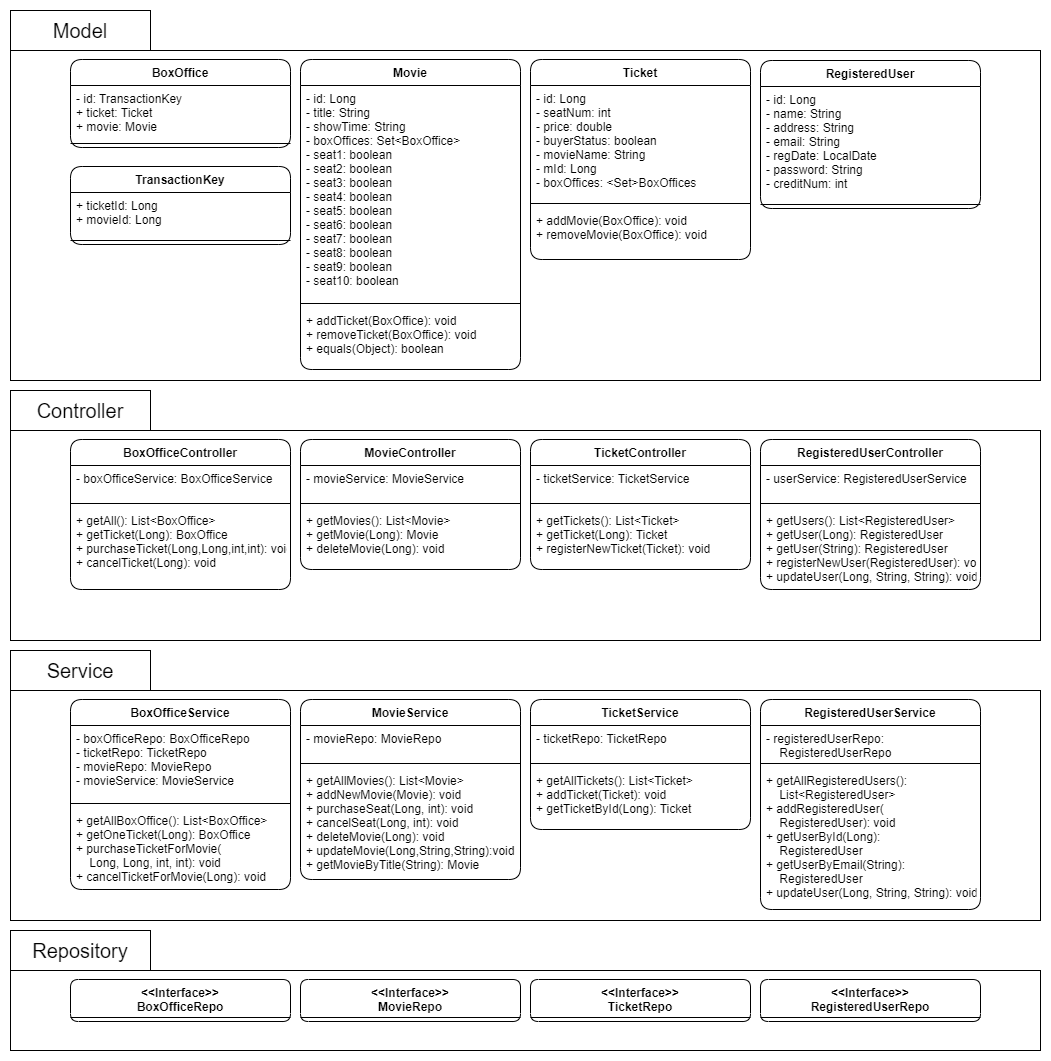 Model
BoxOffice
- id: TransactionKey
+ ticket: Ticket
+ movie: Movie
TransactionKey
+ ticketId: Long
+ movieId: Long
Movie
- id: Long
- title: String
- showTime: String
- boxOffices: Set<BoxOffice>
- seat1: boolean
- seat2: boolean
- seat3: boolean
- seat4: boolean
- seat5: boolean
- seat6: boolean
- seat7: boolean
- seat8: boolean
- seat9: boolean
- seat10: boolean
+ addTicket(BoxOffice): void
+ removeTicket(BoxOffice): void
+ equals(Object): boolean
Ticket
- id: Long
- seatNum: int
- price: double
- buyerStatus: boolean
- movieName: String
- mId: Long
- boxOffices: <Set>BoxOffices
+ addMovie(BoxOffice): void
+ removeMovie(BoxOffice): void
RegisteredUser
- id: Long
- name: String
- address: String
- email: String
- regDate: LocalDate
- password: String
- creditNum: int
Controller
BoxOfficeController
- boxOfficeService: BoxOfficeService
+ getAll(): List<BoxOffice>
+ getTicket(Long): BoxOffice
+ purchaseTicket(Long,Long,int,int): voi
+ cancelTicket(Long): void
MovieController
- movieService: MovieService
+ getMovies(): List<Movie>
+ getMovie(Long): Movie
+ deleteMovie(Long): void
TicketController
- ticketService: TicketService
+ getTickets(): List<Ticket>
+ getTicket(Long): Ticket
+ registerNewTicket(Ticket): void
RegisteredUserController
- userService: RegisteredUserService
+ getUsers(): List<RegisteredUser>
+ getUser(Long): RegisteredUser
+ getUser(String): RegisteredUser
+ registerNewUser(RegisteredUser): vo
+ updateUser(Long, String, String): void
Service
BoxOfficeService
- boxOfficeRepo: BoxOfficeRepo
- ticketRepo: TicketRepo
- movieRepo: MovieRepo
- movieService: MovieService
+ getAllBoxOffice(): List<BoxOffice>
+ getOneTicket(Long): BoxOffice
+ purchaseTicketForMovie(
Long, Long, int, int): void
+ cancelTicketForMovie(Long): void
MovieService
- movieRepo: MovieRepo
+ getAllMovies(): List<Movie>
+ addNewMovie(Movie): void
+ purchaseSeat(Long, int): void
+ cancelSeat(Long, int): void
+ deleteMovie(Long): void
+ updateMovie(Long,String,String):void
+ getMovieByTitle(String): Movie
TicketService
- ticketRepo: TicketRepo
+ getAllTickets(): List<Ticket>
+ addTicket(Ticket): void
+ getTicketById(Long): Ticket
RegisteredUserService
- registeredUserRepo:
RegisteredUserRepo
+ getAllRegisteredUsers():
List<RegisteredUser>
+ addRegisteredUser(
RegisteredUser): void
+ getUserById(Long):
RegisteredUser
+ getUserByEmail(String):
RegisteredUser
+ updateUser(Long, String, String): void
Repository
<<Interface>>
BoxOfficeRepo
<<Interface>>
MovieRepo
<<Interface>>
TicketRepo
<<Interface>>
RegisteredUserRepo